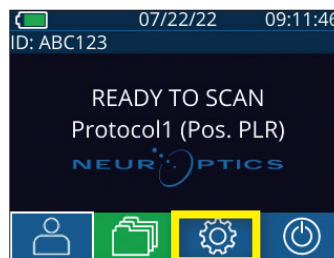 07/22/22 09:11:46
ID: ABC123
READY TO SCAN
Protocol1 (Pos. PLR)
NEUROPTICS